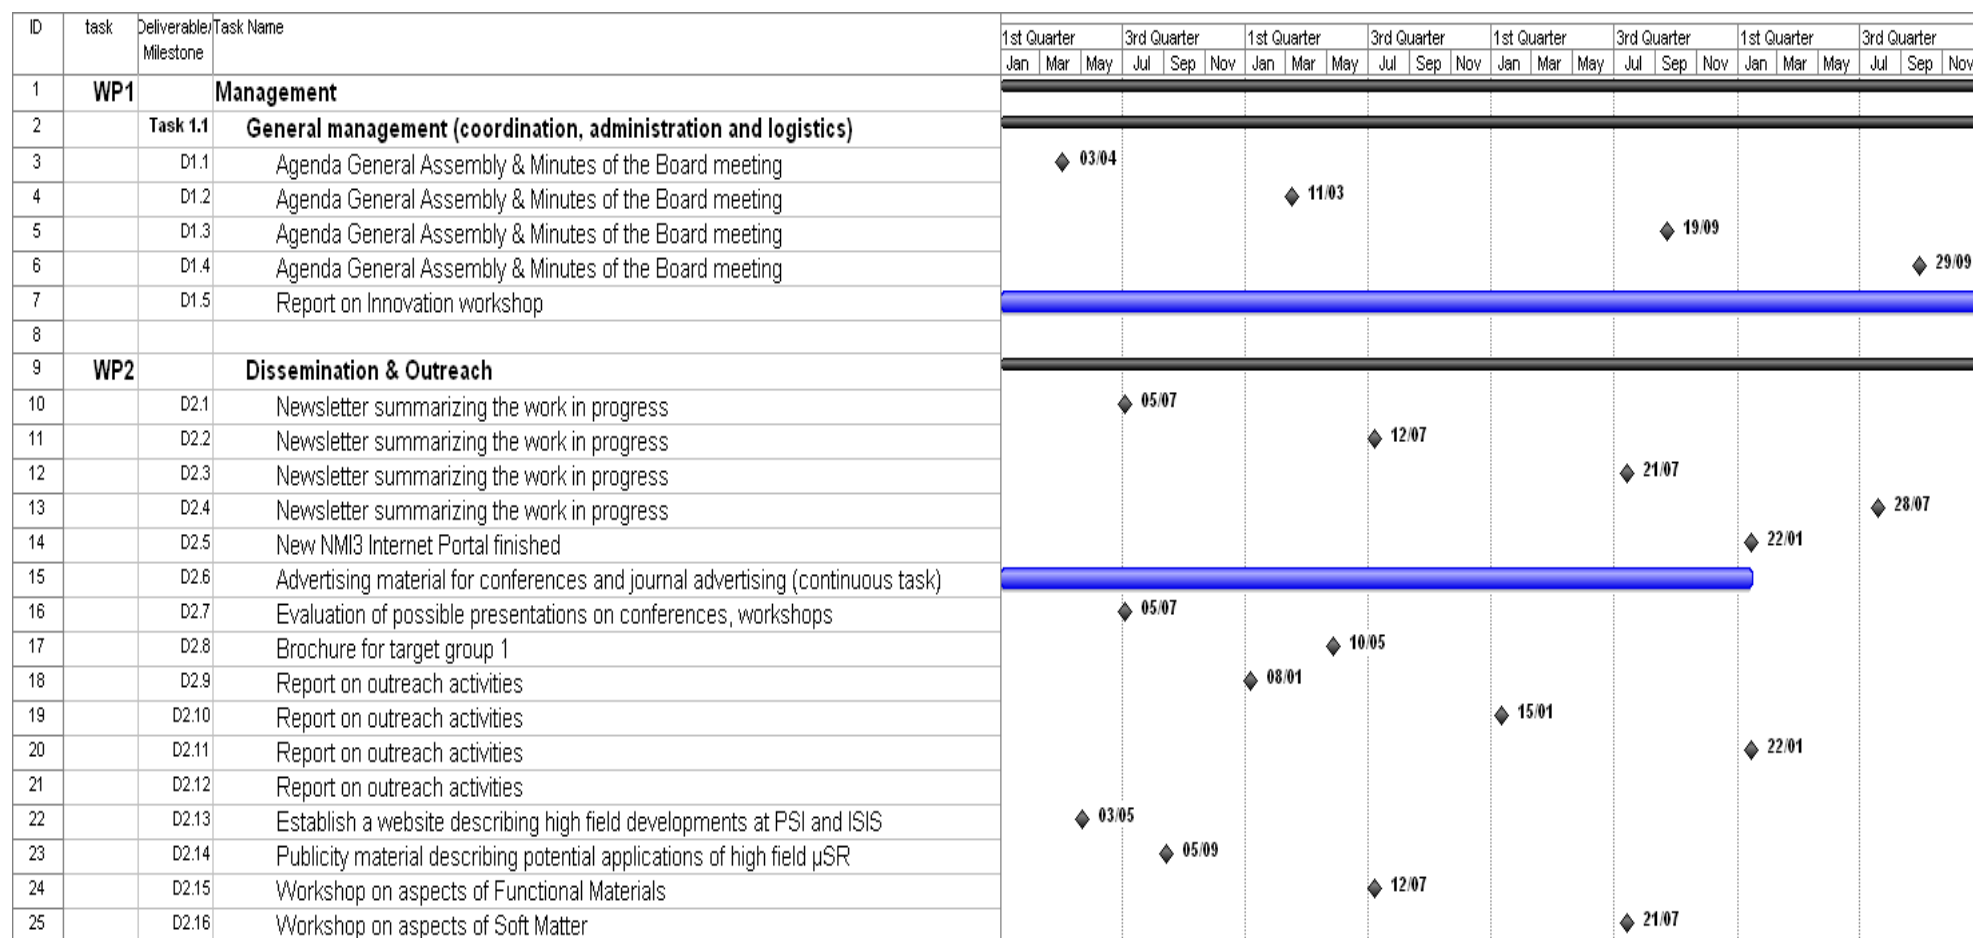 ID task Deliverable/ Task Name
Milestone
1st Quarter 3rd Quarter 1st Quarter 3rd Quarter 1st Quarter 3rd Quarter 1st Quarter 3rd Quarter
Jan Mar May Jul Sep Nov Jan Mar May Jul Sep Nov Jan Mar May Jul Sep Nov Jan Mar May Jul Sep Nov
1 WP1 Management
2 Task 1.1 General management (coordination, administration and logistics)
3 D1.1 Agenda General Assembly & Minutes of the Board meeting 03/04
4 D1.2 Agenda General Assembly & Minutes of the Board meeting 11/03
5 D1.3 Agenda General Assembly & Minutes of the Board meeting 19/09
6 D1.4 Agenda General Assembly & Minutes of the Board meeting 29/09
7 D1.5 Report on Innovation workshop
8
9 WP2 Dissemination & Outreach
10 D2.1 Newsletter summarizing the work in progress 05/07
11 D2.2 Newsletter summarizing the work in progress 12/07
12 D2.3 Newsletter summarizing the work in progress 21/07
13 D2.4 Newsletter summarizing the work in progress 28/07
14 D2.5 New NMI3 Internet Portal finished 22/01
15 D2.6 Advertising material for conferences and journal advertising (continuous task)
16 D2.7 Evaluation of possible presentations on conferences, workshops 05/07
17 D2.8 Brochure for target group 1 10/05
18 D2.9 Report on outreach activities 08/01
19 D2.10 Report on outreach activities 15/01
20 D2.11 Report on outreach activities 22/01
21 D2.12 Report on outreach activities
22 D2.13 Establish a website describing high field developments at PSI and ISIS 03/05
23 D2.14 Publicity material describing potential applications of high field µSR 05/09
24 D2.15 Workshop on aspects of Functional Materials 12/07
25 D2.16 Workshop on aspects of Soft Matter 21/07